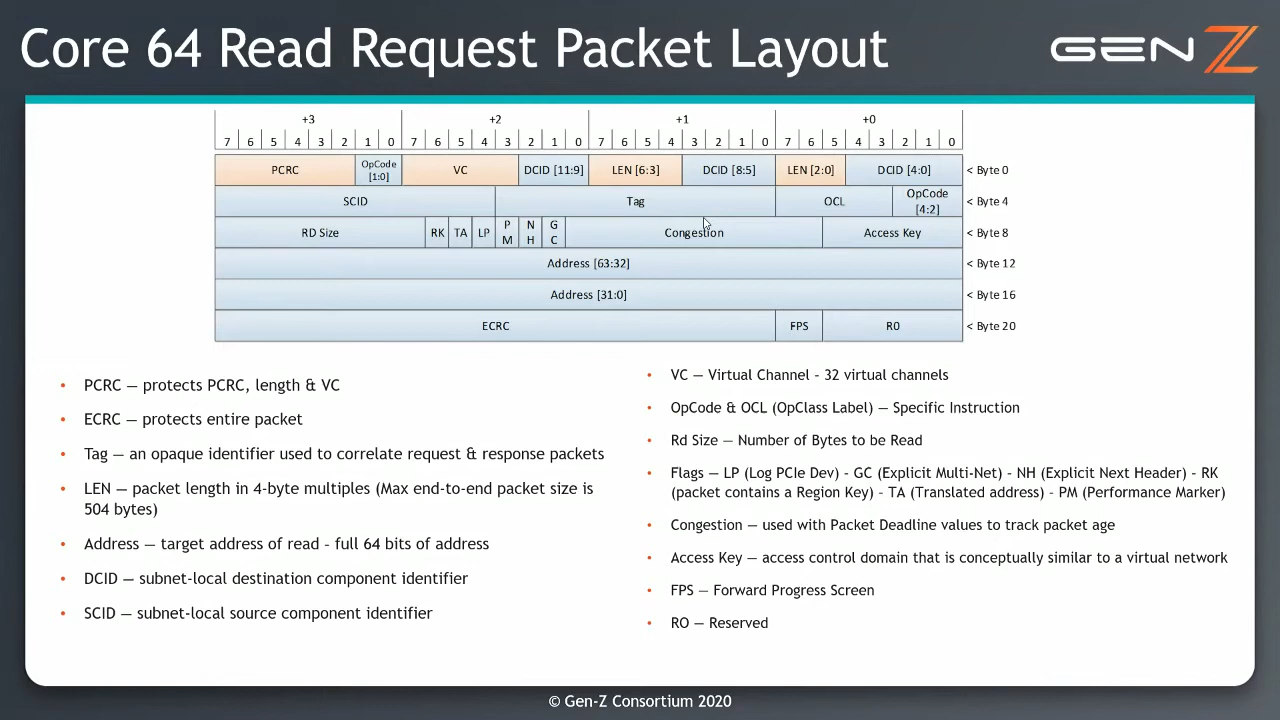 Core 64 Read Request Packet Layout
GEN Z
+3 +2 +1 +0
7 6 5 4 3 2 1 0 7 6 5 4 3 2 1 0 7 6 5 4 3 2 1 0 7 6 5 4 3 2 1 0
PCRC OpCode [1:0] VC DCID [11:9] LEN [6:3] DCID [8:5] LEN [2:0] DCID [4:0] < Byte 0
SCID Tag OCL OpCode [4:2] < Byte 4
RD Size RK TA LP PM NH GC Congestion Access Key < Byte 8
Address [63:32] < Byte 12
Address [31:0] < Byte 16
ECRC FPS R0 < Byte 20
• PCRC — protects PCRC, length & VC
• ECRC — protects entire packet
• Tag — an opaque identifier used to correlate request & response packets
• LEN — packet length in 4-byte multiples (Max end-to-end packet size is
504 bytes)
• Address — target address of read - full 64 bits of address
• DCID — subnet-local destination component identifier
• SCID — subnet-local source component identifier
• VC — Virtual Channel - 32 virtual channels
• OpCode & OCL (OpClass Label) — Specific Instruction
• Rd Size — Number of Bytes to be Read
• Flags — LP (Log PCIe Dev) - GC (Explicit Multi-Net) - NH (Explicit Next Header) - RK
(packet contains a Region Key) - TA (Translated address) - PM (Performance Marker)
• Congestion — used with Packet Deadline values to track packet age
• Access Key — access control domain that is conceptually similar to a virtual network
• FPS — Forward Progress Screen
• RO — Reserved
© Gen-Z Consortium 2020